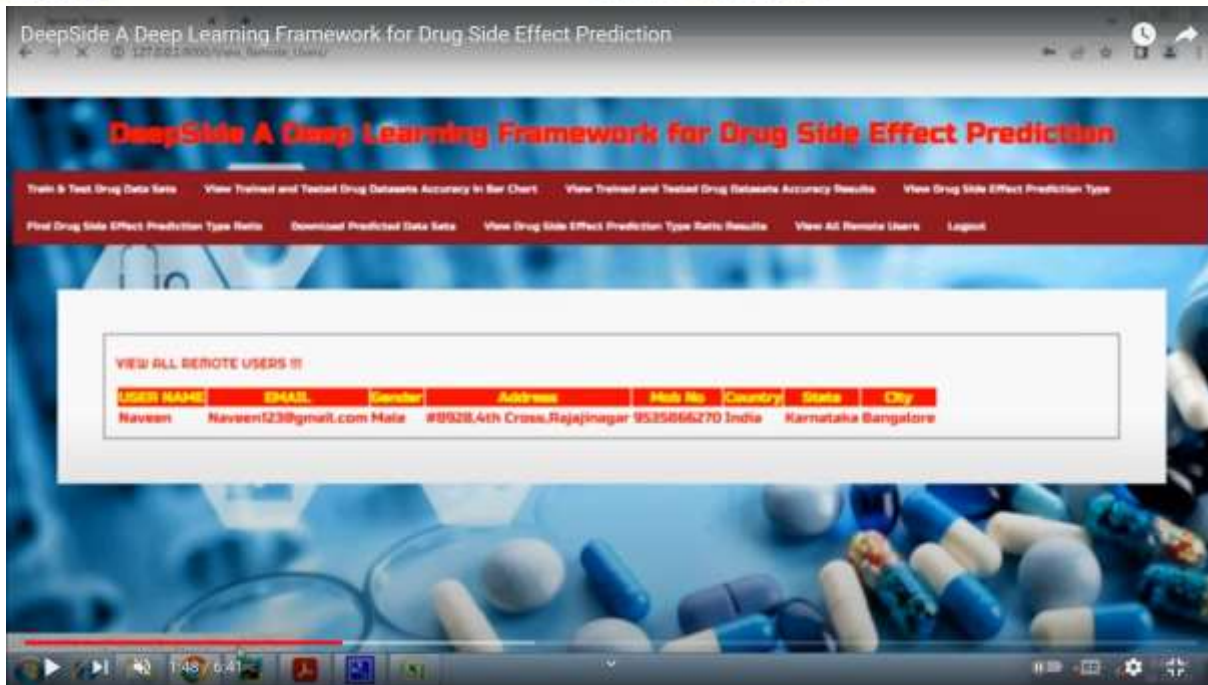 DeepSide A Deep Learning Framework for Drug Side Effect Prediction
DeepSide A Deep Learning Framework for Drug Side Effect Prediction
Train & Test Drug Data Sets View Trained and Tested Drug Datasets Accuracy in Bar Chart View Trained and Tested Drug Datasets Accuracy Results View Drug Side Effect Prediction Type
Find Drug Side Effect Prediction Type Ratio Download Predicted Data Sets View Drug Side Effect Prediction Type Ratio Results View All Remote Users Logout
VIEW ALL REMOTE USERS !!!
USER NAME EMAIL Gender Address Mob No Country State City
Naveen Naveen123@gmail.com Male #8928,4th Cross,Rajajinagar 9535866270 India Karnataka Bangalore
1:48 / 6:41